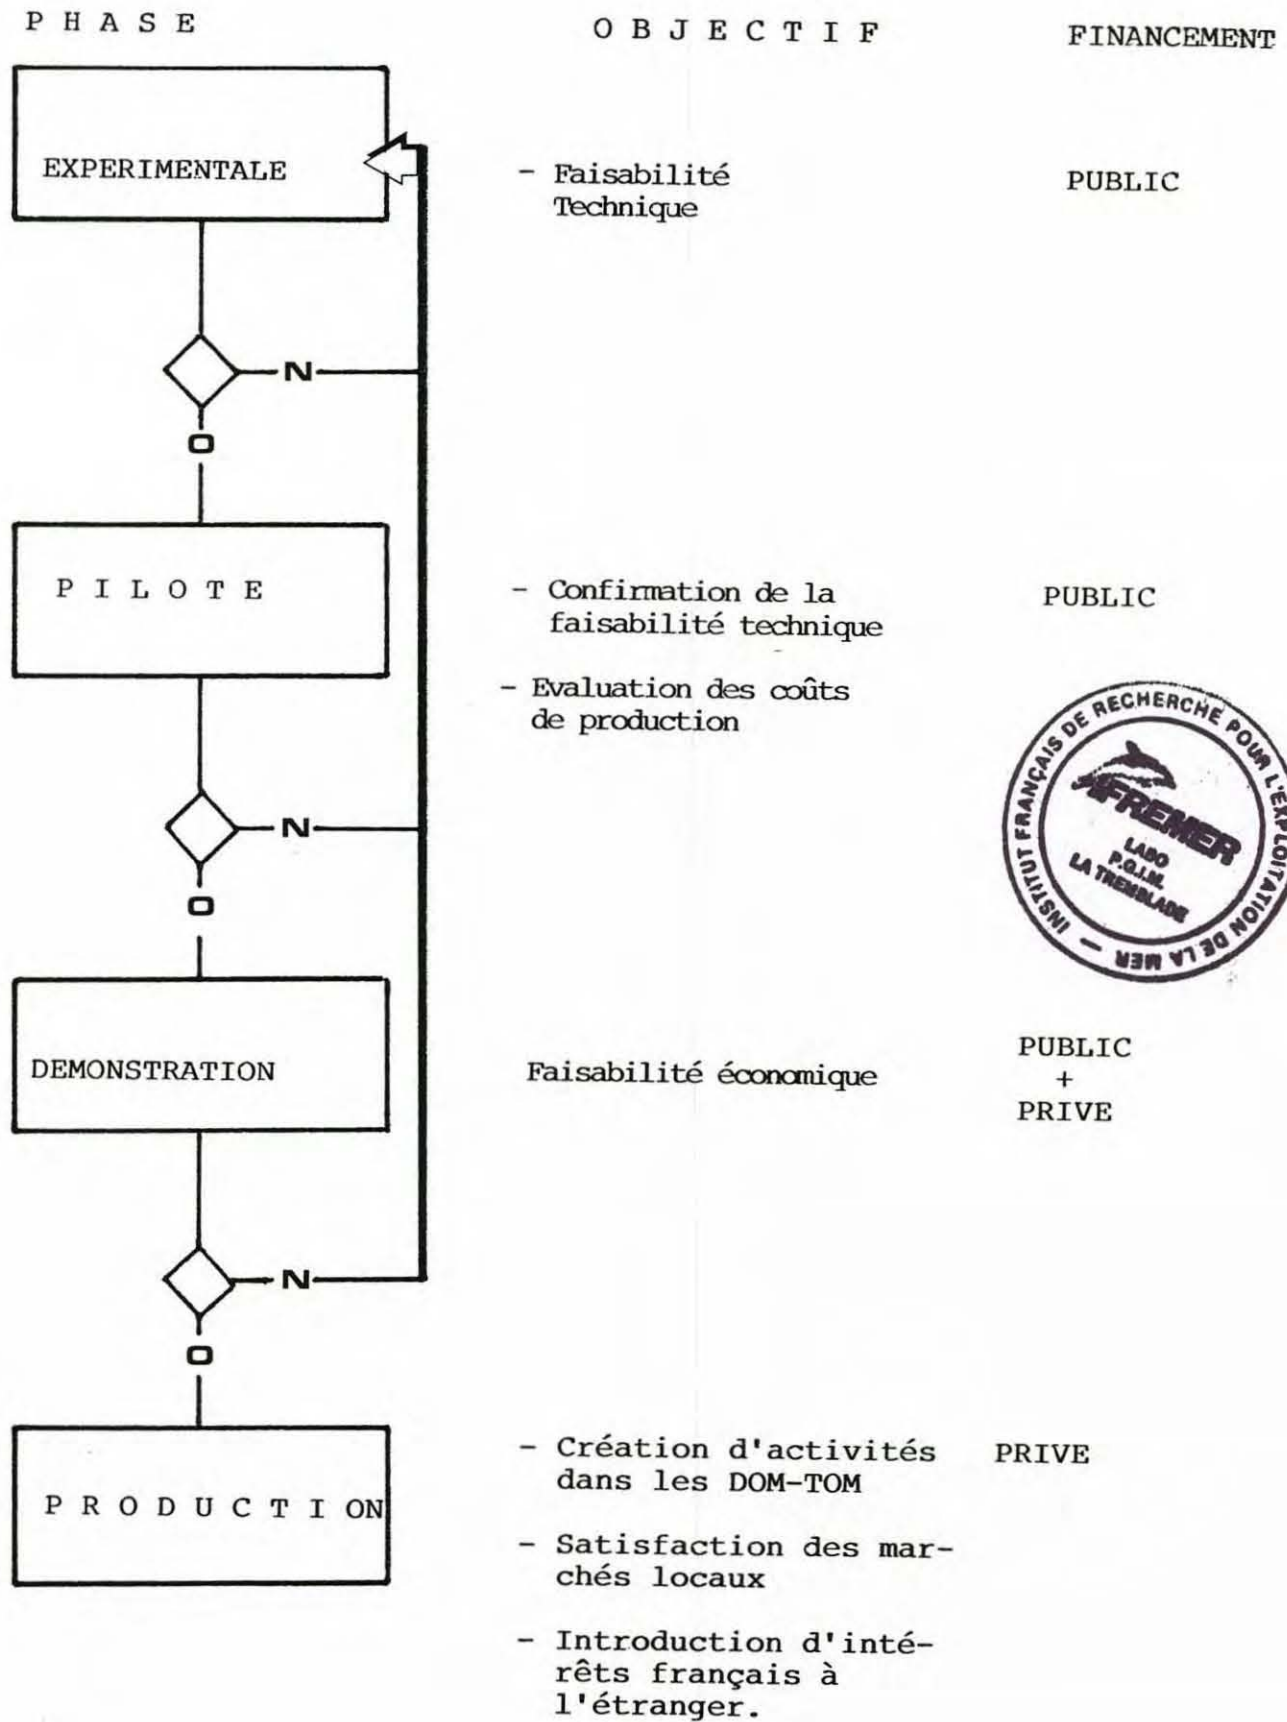 P H A S E
O B J E C T I F
FINANCEMENT
EXPERIMENTALE
- Faisabilité
Technique
PUBLIC
N
O
P I L O T E
- Confirmation de la
faisabilité technique
PUBLIC
- Evaluation des coûts
de production
INSTITUT FRANÇAIS DE RECHERCHE POUR L'EXPLOITATION DE LA MER —
IFREMER
LABO
P.G.I.M.
LA TREMBLADE
N
O
DEMONSTRATION
Faisabilité économique
PUBLIC
+
PRIVE
N
O
P R O D U C T I ON
- Création d'activités
dans les DOM-TOM
PRIVE
- Satisfaction des mar-
chés locaux
- Introduction d'inté-
rêts français à
l'étranger.